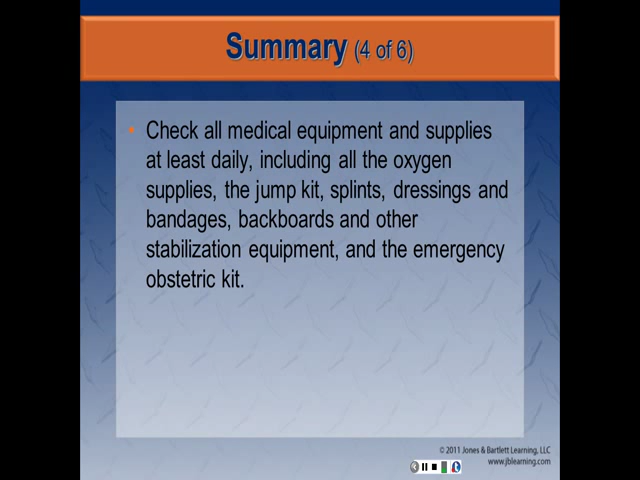 Summary (4 of 6)
• Check all medical equipment and supplies
at least daily, including all the oxygen
supplies, the jump kit, splints, dressings and
bandages, backboards and other
stabilization equipment, and the emergency
obstetric kit.
© 2011 Jones & Bartlett Learning, LLC
www.jblearning.com